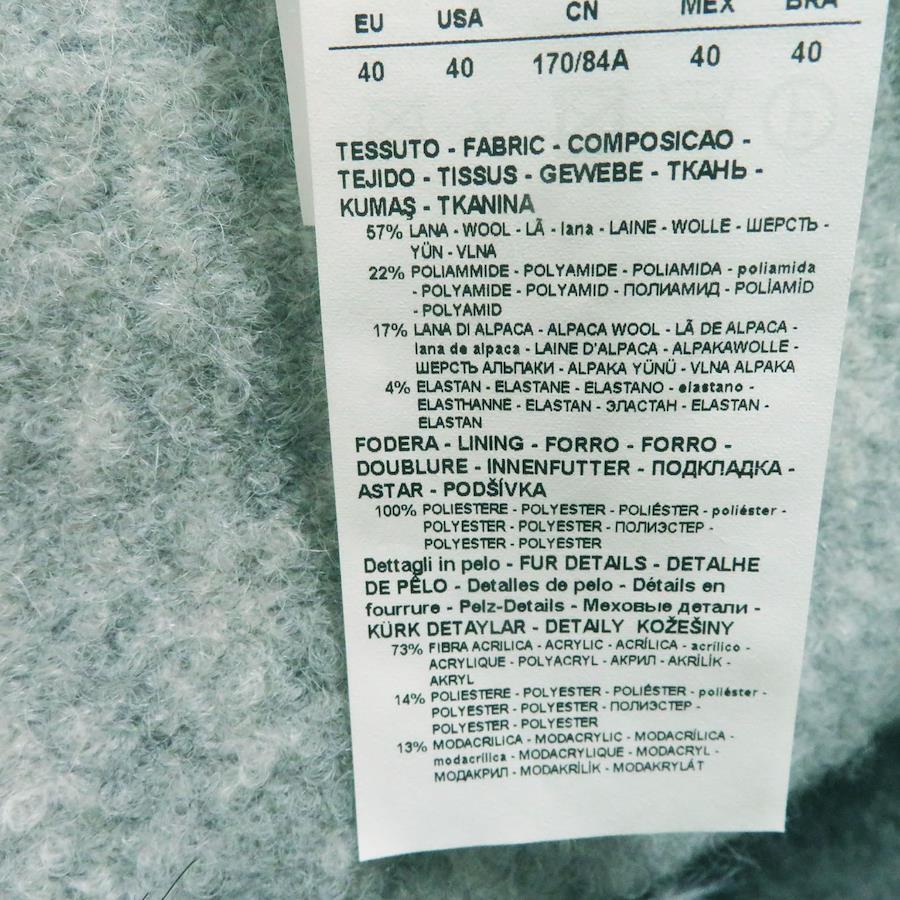 EU USA CN MEX BRA
40 40 170/84A 40 40
TESSUTO - FABRIC - COMPOSICAO -
TEJIDO - TISSUS - GEWEBE - ТКАНЬ -
KUMAŞ - TKANINA
57% LANA - WOOL - LÃ - lana - LAINE - WOLLE - ШЕРСТЬ -
YÜN - VLNA
22% POLIAMMIDE - POLYAMIDE - POLIAMIDA - poliamida
- POLYAMIDE - POLYAMID - ПОЛИАМИД - POLİAMİD
- POLYAMID
17% LANA DI ALPACA - ALPACA WOOL - LÃ DE ALPACA -
lana de alpaca - LAINE D'ALPACA - ALPAKAWOLLE -
ШЕРСТЬ АЛЬПАКИ - ALPAKA YÜNÜ - VLNA ALPAKA
4% ELASTAN - ELASTANE - ELASTANO - elastano -
ELASTHANNE - ELASTAN - ЭЛАСТАН - ELASTAN -
ELASTAN
FODERA - LINING - FORRO - FORRO -
DOUBLURE - INNENFUTTER - ПОДКЛАДКА -
ASTAR - PODŠÍVKA
100% POLIESTERE - POLYESTER - POLIÉSTER - poliéster -
POLYESTER - POLYESTER - ПОЛИЭСТЕР -
POLYESTER - POLYESTER
Dettagli in pelo - FUR DETAILS - DETALHE
DE PÊLO - Detalles de pelo - Détails en
fourrure - Pelz-Details - Меховые детали -
KÜRK DETAYLAR - DETAILY KOŽEŠINY
73% FIBRA ACRILICA - ACRYLIC - ACRÍLICA - acrílico -
ACRYLIQUE - POLYACRYL - АКРИЛ - AKRİLİK -
AKRYL
14% POLIESTERE - POLYESTER - POLIÉSTER - poliéster -
POLYESTER - POLYESTER - ПОЛИЭСТЕР -
POLYESTER - POLYESTER
13% MODACRILICA - MODACRYLIC - MODACRÍLICA -
modacrílica - MODACRYLIQUE - MODACRYL -
МОДАКРИЛ - MODAKRİLİK - MODAKRYLÁT